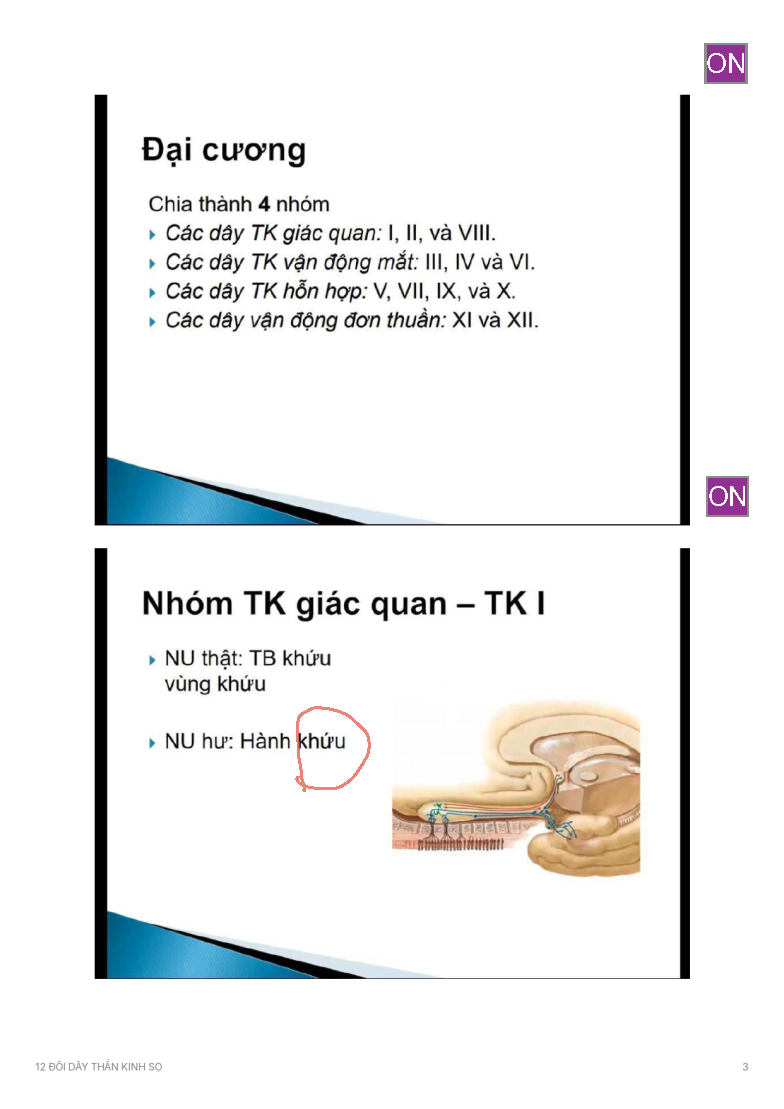 ON
Đại cương
Chia thành 4 nhóm
Các dây TK giác quan: I, II, và VIII.
Các dây TK vận động mắt: III, IV và VI.
Các dây TK hỗn hợp: V, VII, IX, và X.
Các dây vận động đơn thuần: XI và XII.
ON
Nhóm TK giác quan – TK I
NU thật: TB khứu
vùng khứu
NU hư: Hành khứu
12 ĐÔI DÂY THẦN KINH SỌ
3